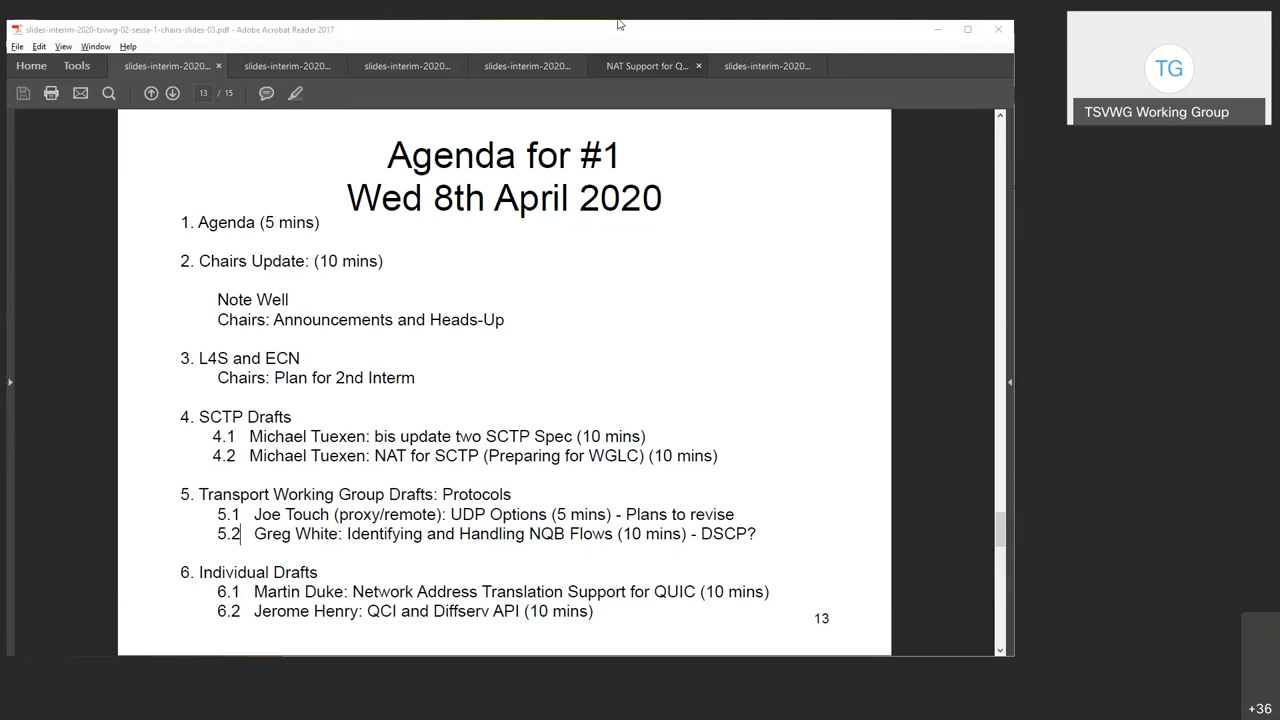 slides-interim-2020-tsvwg-02-sessa-1-chairs-slides-03.pdf - Adobe Acrobat Reader 2017
File Edit View Window Help
Home Tools slides-interim-2020... × slides-interim-2020... slides-interim-2020... slides-interim-2020... NAT Support for Q... × slides-interim-2020...
13 / 15
TG
TSVWG Working Group
Agenda for #1
Wed 8th April 2020
1. Agenda (5 mins)
2. Chairs Update: (10 mins)
Note Well
Chairs: Announcements and Heads-Up
3. L4S and ECN
Chairs: Plan for 2nd Interm
4. SCTP Drafts
4.1 Michael Tuexen: bis update two SCTP Spec (10 mins)
4.2 Michael Tuexen: NAT for SCTP (Preparing for WGLC) (10 mins)
5. Transport Working Group Drafts: Protocols
5.1 Joe Touch (proxy/remote): UDP Options (5 mins) - Plans to revise
5.2 Greg White: Identifying and Handling NQB Flows (10 mins) - DSCP?
6. Individual Drafts
6.1 Martin Duke: Network Address Translation Support for QUIC (10 mins)
6.2 Jerome Henry: QCI and Diffserv API (10 mins)
13
+36